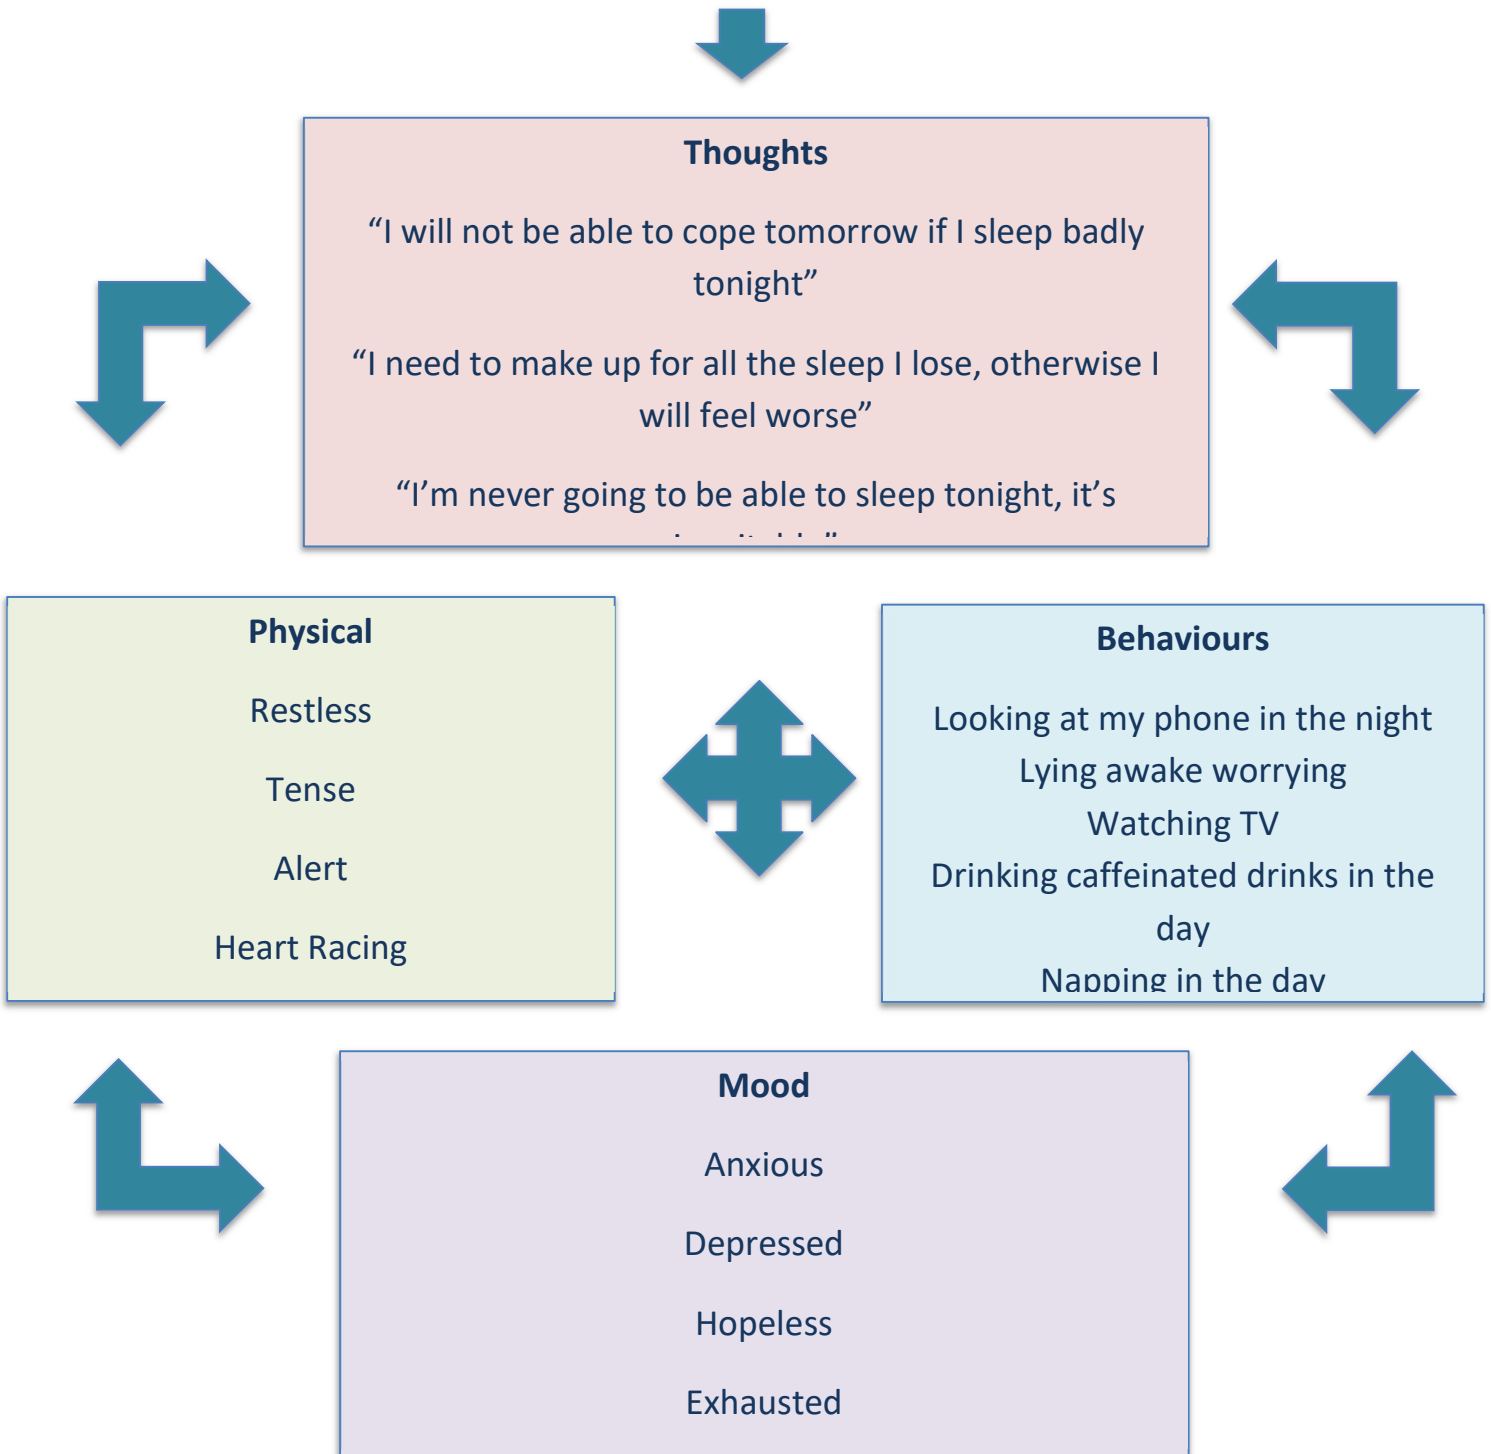 Thoughts
“I will not be able to cope tomorrow if I sleep badly
tonight”
“I need to make up for all the sleep I lose, otherwise I
will feel worse”
“I’m never going to be able to sleep tonight, it’s
Physical
Restless
Tense
Alert
Heart Racing
Behaviours
Looking at my phone in the night
Lying awake worrying
Watching TV
Drinking caffeinated drinks in the
day
Napping in the day
Mood
Anxious
Depressed
Hopeless
Exhausted